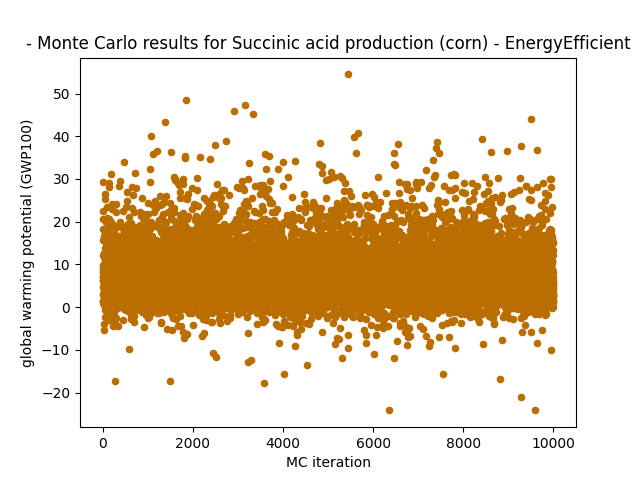 - Monte Carlo results for Succinic acid production (corn) - EnergyEfficient
global warming potential (GWP100)
50
40
30
20
10
0
−10
−20
0 2000 4000 6000 8000 10000
MC iteration